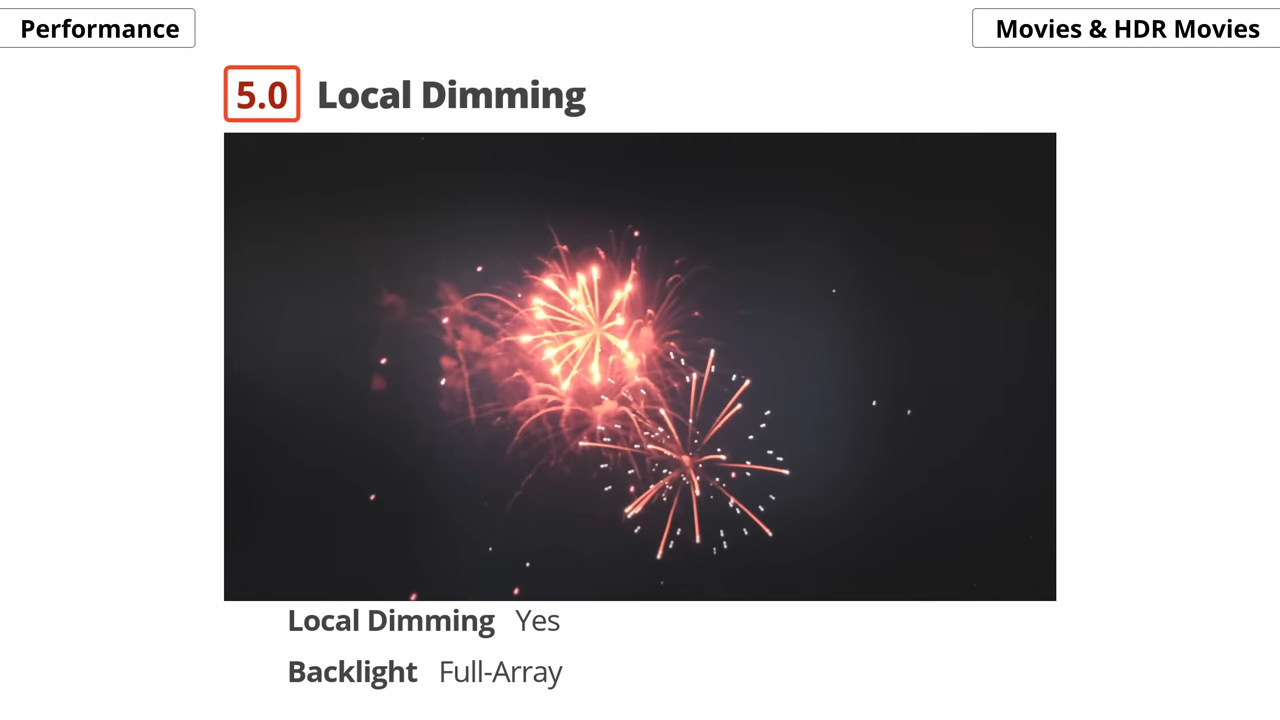 Performance
Movies & HDR Movies
5.0 Local Dimming
Local Dimming Yes
Backlight Full-Array